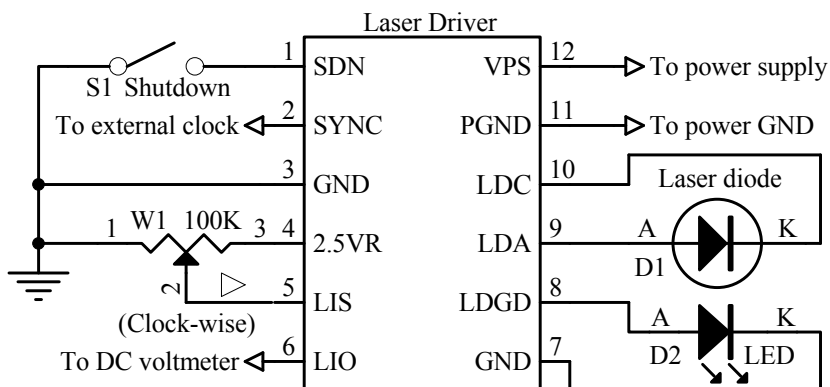 Laser Driver
1 SDN VPS 12 To power supply
S1 Shutdown
To external clock 2 SYNC PGND 11 To power GND
3 GND LDC 10 Laser diode
1 W1 100K 3 4 2.5VR LDA 9 A K
D1
2 5 LIS LDGD 8 A K
(Clock-wise) D2 LED
To DC voltmeter 6 LIO GND 7